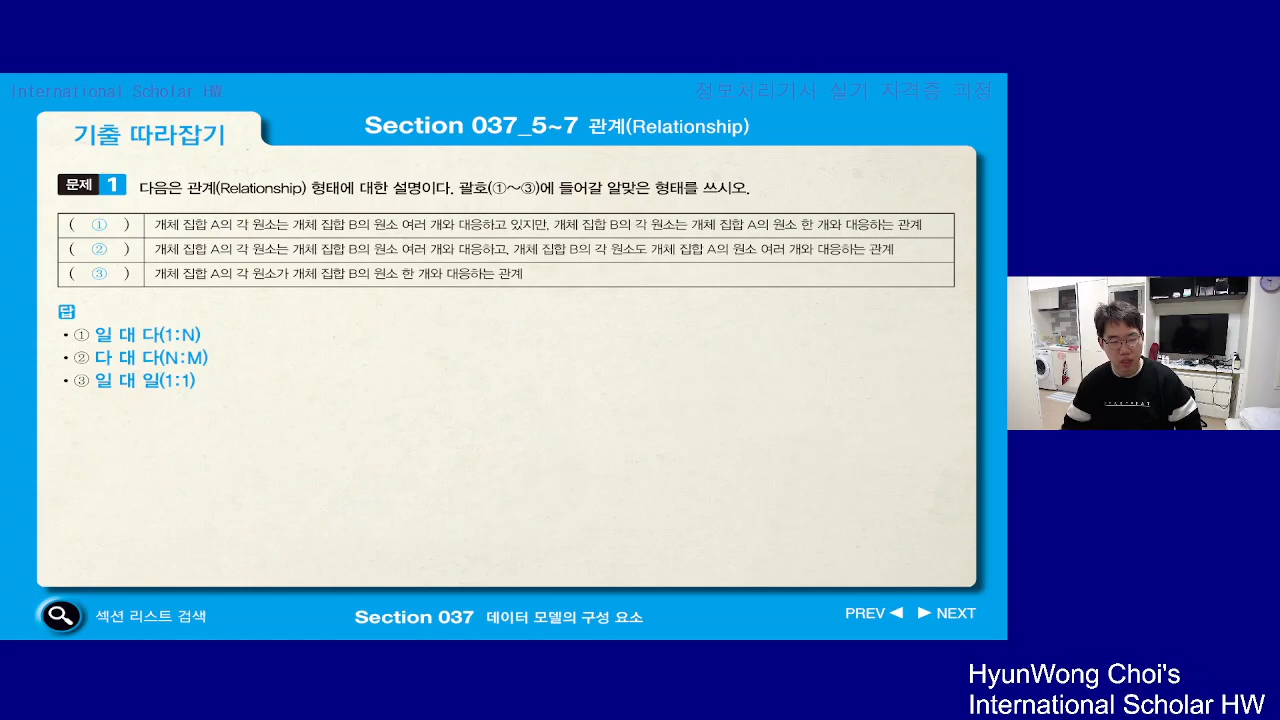 International Scholar HW
정보처리기사 실기 자격증 과정
기출 따라잡기
Section 037_5~7 관계(Relationship)
문제 1 다음은 관계(Relationship) 형태에 대한 설명이다. 괄호(①~③)에 들어갈 알맞은 형태를 쓰시오.
( ① ) 개체 집합 A의 각 원소는 개체 집합 B의 원소 여러 개와 대응하고 있지만, 개체 집합 B의 각 원소는 개체 집합 A의 원소 한 개와 대응하는 관계
( ② ) 개체 집합 A의 각 원소는 개체 집합 B의 원소 여러 개와 대응하고, 개체 집합 B의 각 원소도 개체 집합 A의 원소 여러 개와 대응하는 관계
( ③ ) 개체 집합 A의 각 원소가 개체 집합 B의 원소 한 개와 대응하는 관계
답
• ① 일 대 다(1:N)
• ② 다 대 다(N:M)
• ③ 일 대 일(1:1)
섹션 리스트 검색
Section 037 데이터 모델의 구성 요소
PREV ◀ ▶ NEXT
HyunWong Choi's
International Scholar HW